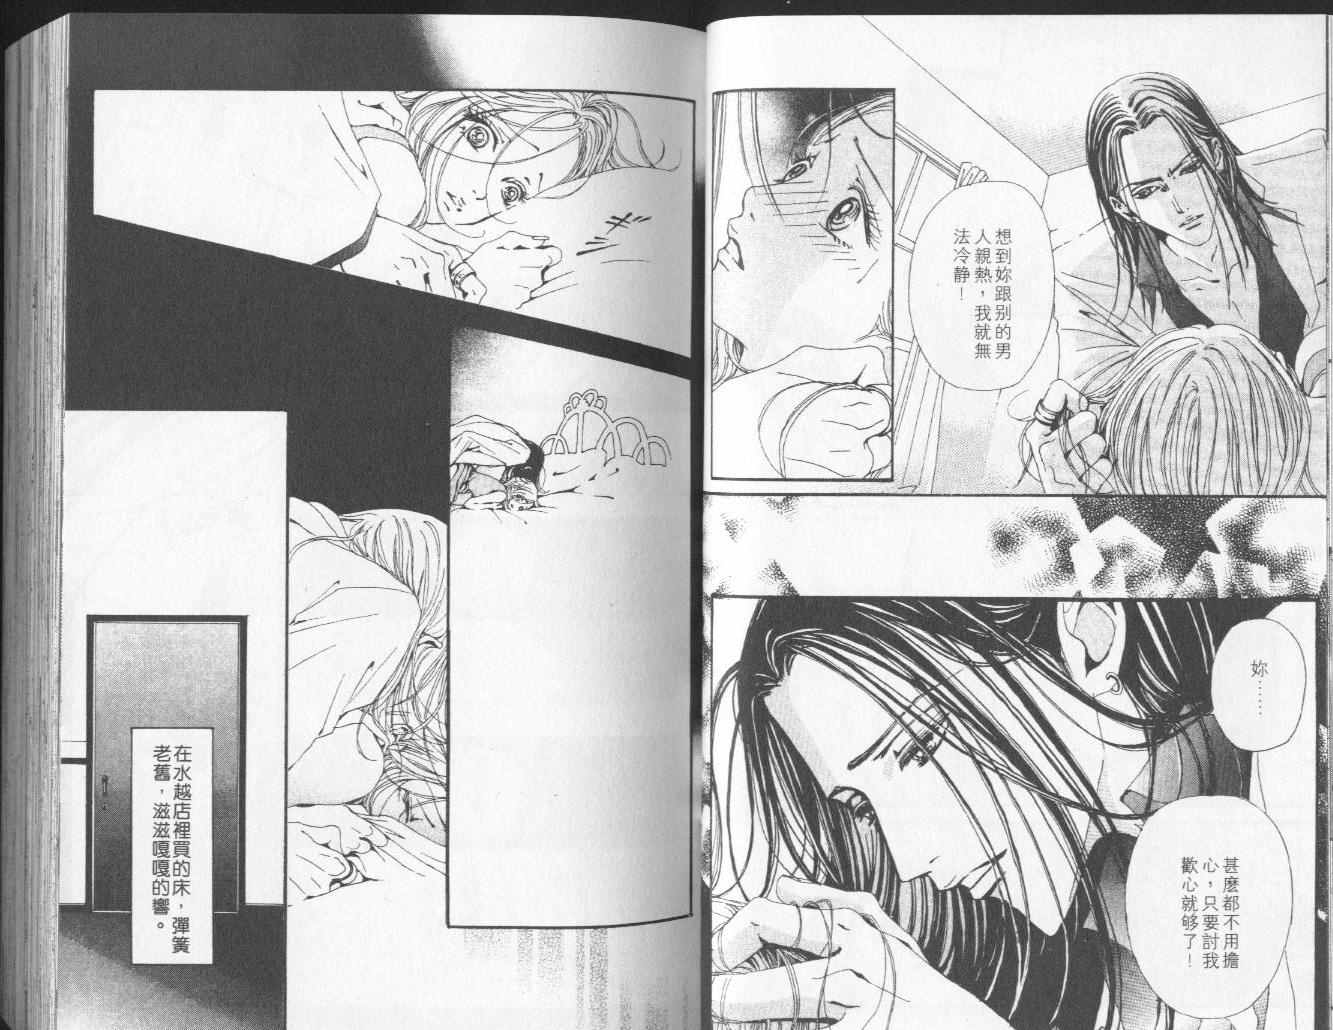 想到妳跟別的男
人親熱，我就無
法冷静！
妳……
甚麼都不用擔
心，只要討我
歡心就够了！
在水越店裡買的床，彈簧
老舊，滋滋嘎嘎的響。